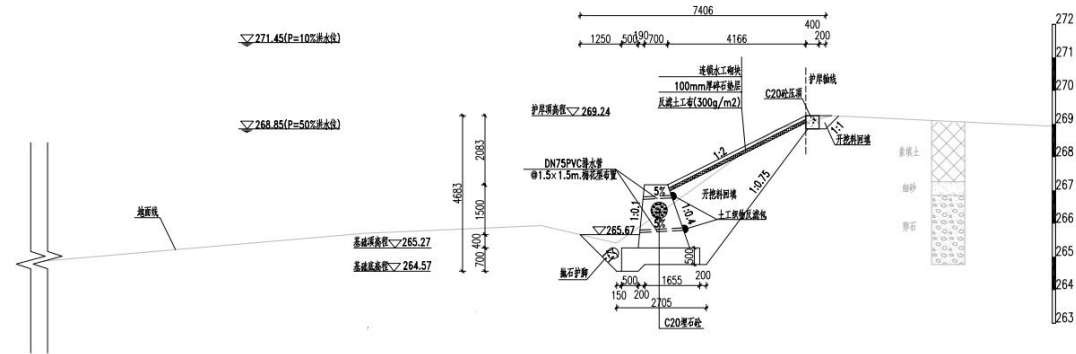 7406
400
1250 500 190 700 4166 200
271.45(P=10%洪水位)
连锁水工砌块
100mm厚碎石垫层
反滤土工布(300g/m2)
护岸轴线
C20砼压顶
护岸顶高程 269.24
268.85(P=50%洪水位)
1:1
开挖料回填
1:2
1:0.75
素填土
细砂
卵石
DN75PVC排水管
@1.5×1.5m.梅花型布置
5%
开挖料回填
1:0.1
1:0.4
土工织物反滤包
5%
2083
4683
1500
400
700
地面线
265.67
基础顶高程 265.27
基础底高程 264.57
抛石护脚
500
500 1655 200
150 200
2705
C20埋石砼
272
271
270
269
268
267
266
265
264
263